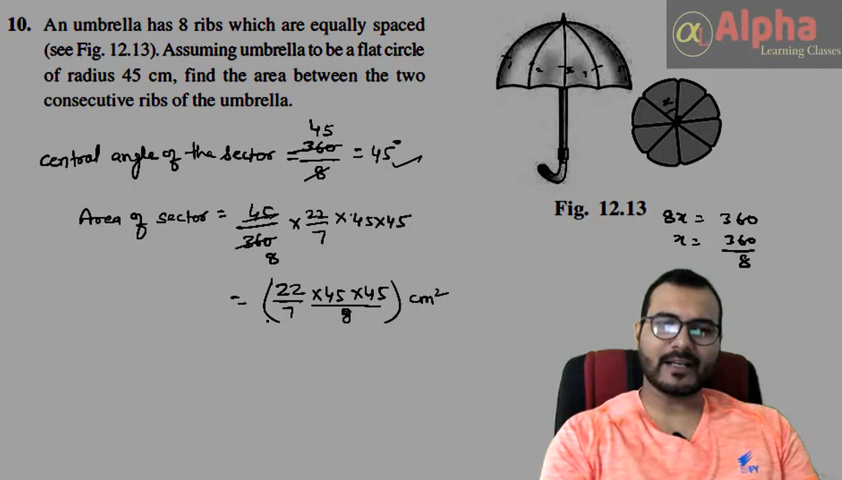 10. An umbrella has 8 ribs which are equally spaced
(see Fig. 12.13). Assuming umbrella to be a flat circle
of radius 45 cm, find the area between the two
consecutive ribs of the umbrella.
Alpha
Learning Classes
45
central angle of the sector = 360/8 = 45°
Area of sector = 45/360 × 22/7 × 45×45
8
= (22/7 ×45 ×45/8) cm²
x
Fig. 12.13
8x = 360
x = 360/8